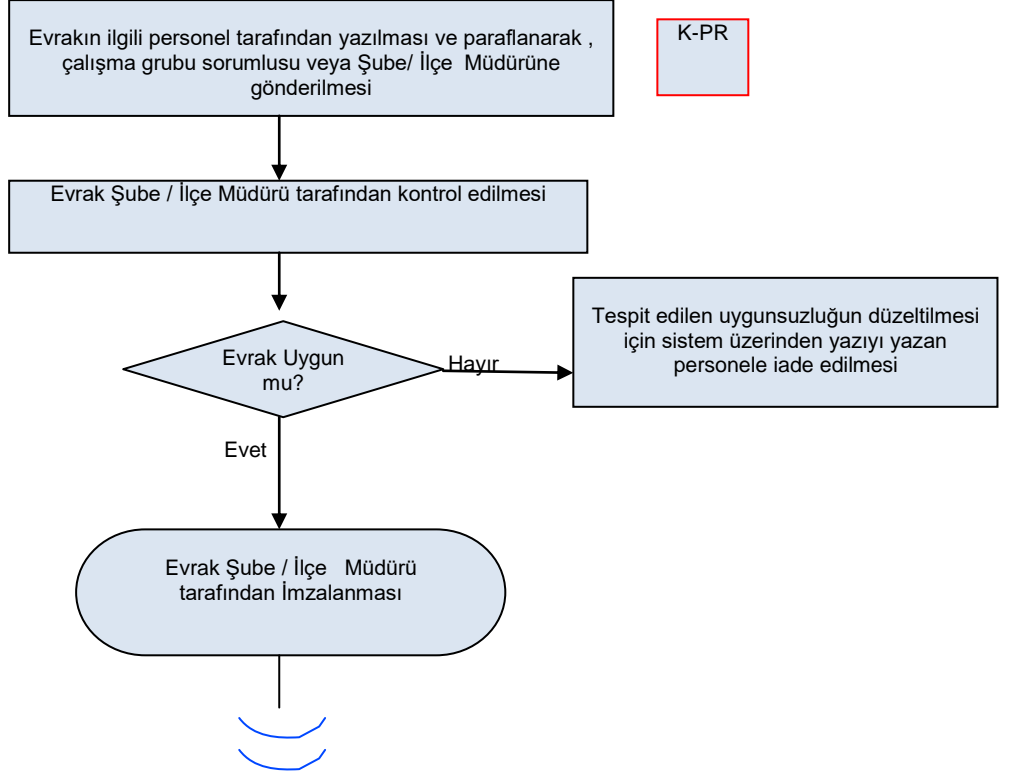 Evrakın ilgili personel tarafından yazılması ve paraflanarak ,
çalışma grubu sorumlusu veya Şube/ İlçe  Müdürüne
gönderilmesi
K-PR
Evrak Şube / İlçe Müdürü tarafından kontrol edilmesi
Tespit edilen uygunsuzluğun düzeltilmesi
için sistem üzerinden yazıyı yazan
personele iade edilmesi
Evrak Uygun
mu?
Hayır
Evet
Evrak Şube / İlçe   Müdürü
tarafından İmzalanması